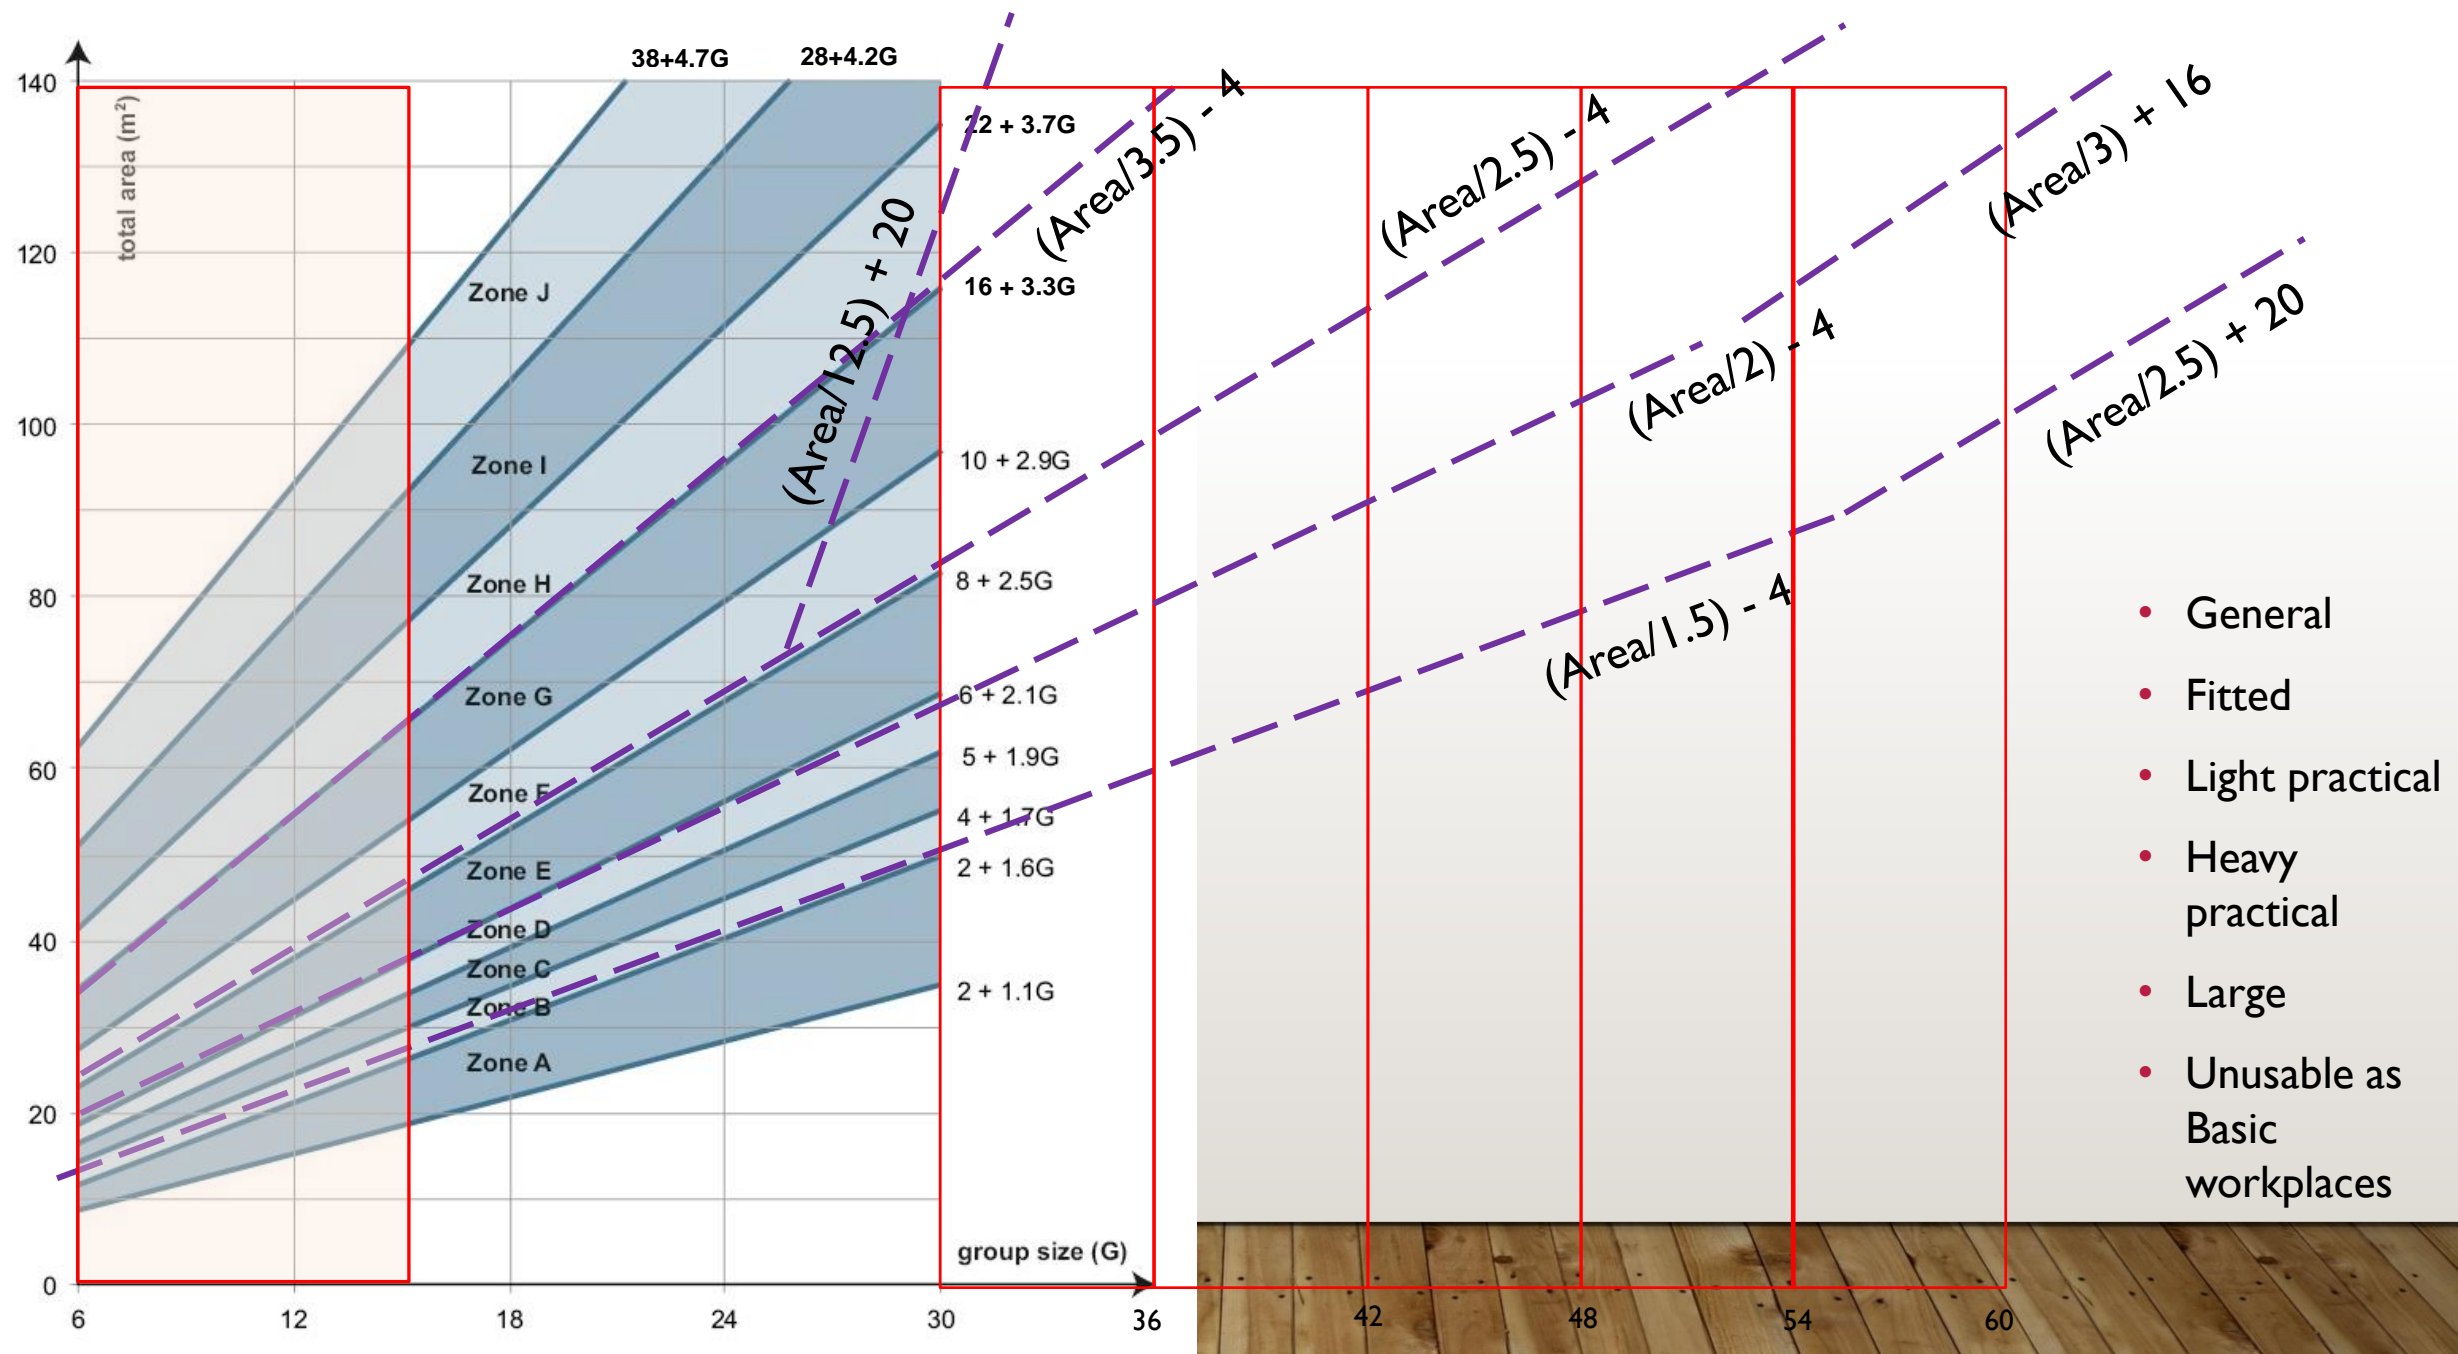 38+4.7G
28+4.2G
140
total area (m²)
22 + 3.7G
(Area/3.5) - 4
(Area/2.5) - 4
(Area/3) + 16
120
(Area/12.5) + 20
Zone J
16 + 3.3G
(Area/2) - 4
(Area/2.5) + 20
100
Zone I
10 + 2.9G
80
Zone H
8 + 2.5G
(Area/1.5) - 4
Zone G
6 + 2.1G
60
Zone F
5 + 1.9G
4 + 1.7G
Zone E
2 + 1.6G
40
Zone D
Zone C
Zone B
2 + 1.1G
Zone A
20
group size (G)
0
6
12
18
24
30
36
42
48
54
60
• General
• Fitted
• Light practical
• Heavy
practical
• Large
• Unusable as
Basic
workplaces